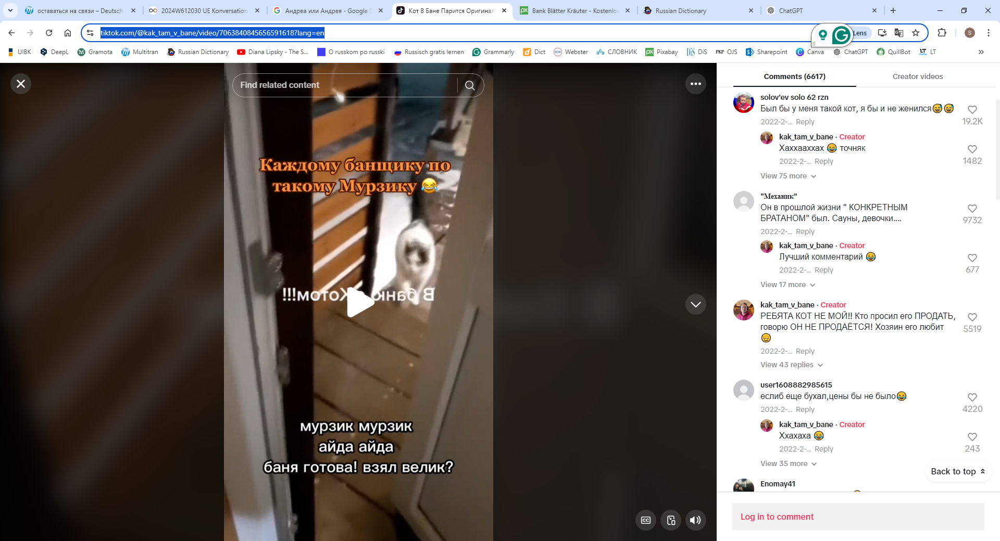 оставаться на связи – Deutsch
2024W612030 UE Konversation
Андреа или Андрея - Google S
Кот В Бане Парится Оригинал
Bank Blätter Kräuter - Kostenlos
Russian Dictionary
ChatGPT
tiktok.com/@kak_tam_v_bane/video/7063840845656591618?lang=en
Lens
S
UIBK
DeepL
Gramota
Multitran
Russian Dictionary
Diana Lipsky - The S...
O russkom po russki
Russisch gratis lernen
Grammarly
Dict
Webster
СЛОВНИК
Pixabay
DiS
OJS
Sharepoint
Canva
ChatGPT
QuillBot
LT
Find related content
Каждому банщику по
такому Мурзику 😂
В баню Котом!!!
мурзик мурзик
айда айда
баня готова! взял велик?
CC
Comments (6617)
Creator videos
solov'ev solo 62 rzn
Был бы у меня такой кот, я бы и не женился😅😅
19.2K
2022-2-... Reply
kak_tam_v_bane · Creator
Хаххааххах 😂 точняк
1482
2022-2-... Reply
View 75 more
"Механик"
Он в прошлой жизни " КОНКРЕТНЫМ
БРАТАНОМ" был. Сауны, девочки....
9732
2022-2-... Reply
kak_tam_v_bane · Creator
Лучший комментарий 😂
677
2022-2-... Reply
View 17 more
kak_tam_v_bane · Creator
РЕБЯТА КОТ НЕ МОЙ!! Кто просил его ПРОДАТЬ,
говорю ОН НЕ ПРОДАЁТСЯ! Хозяин его любит
😊
5519
2022-2-... Reply
View 43 replies
user1608882985615
еслиб еще бухал,цены бы не было😂
4220
2022-2-... Reply
kak_tam_v_bane · Creator
Ххахаха 😂
243
2022-2-... Reply
View 35 more
Back to top
Enomay41
Log in to comment